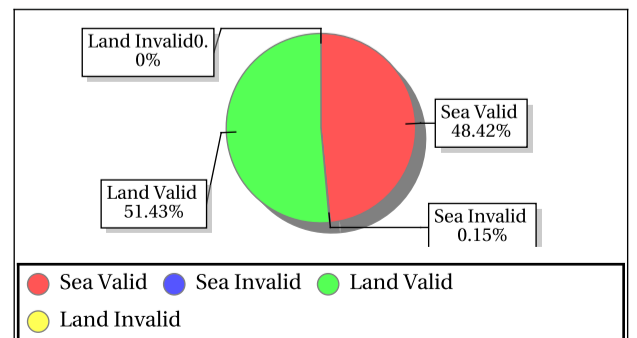 Land Invalid0.
0%
Sea Valid
48.42%
Land Valid
51.43%
Sea Invalid
0.15%
Sea Valid
Sea Invalid
Land Valid
Land Invalid